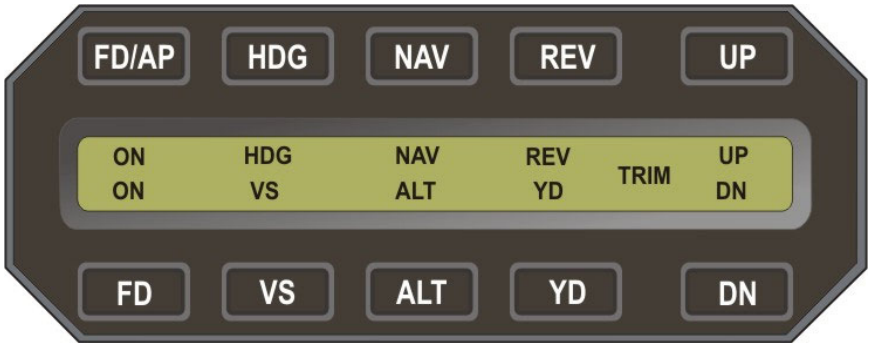 FD/AP HDG NAV REV UP
ON HDG NAV REV UP
TRIM
ON VS ALT YD DN
FD VS ALT YD DN